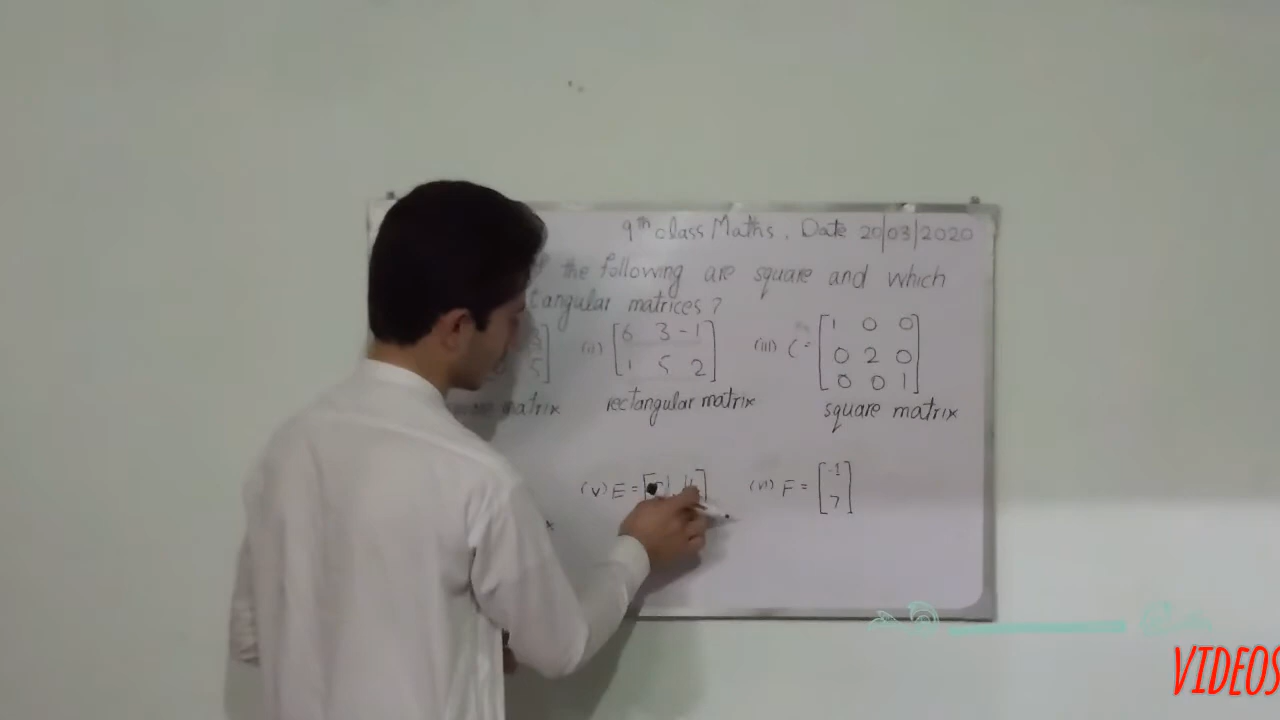 9th class Maths. Date 20/03/2020
the following are square and which
tangular matrices ?
(ii) [6 3 -1]
[1 5 2]
(iii) C = [1 0 0]
[0 2 0]
[0 0 1]
matrix rectangular matrix square matrix
(v) E = (vi) F = [-1]
[7]
VIDEOS